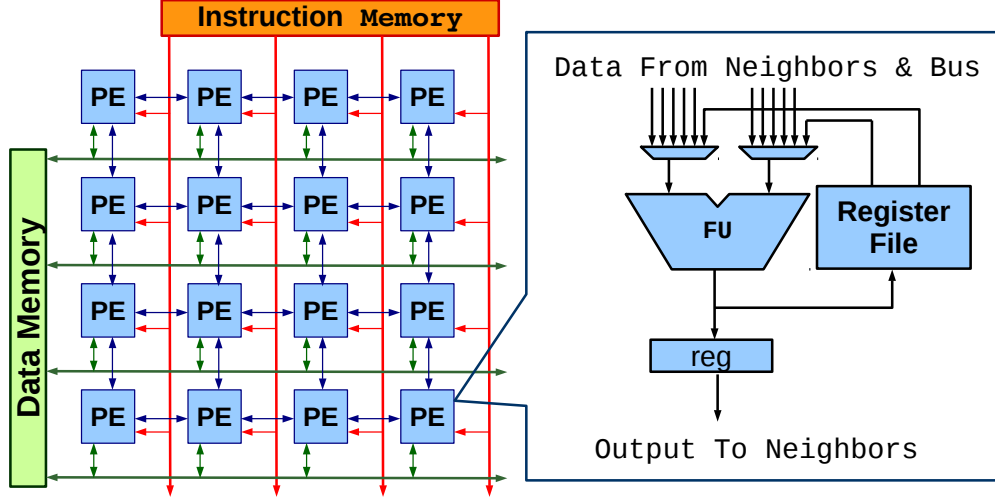 Instruction Memory
PE PE PE PE
PE PE PE PE
PE PE PE PE
PE PE PE PE
Data Memory
Data From Neighbors & Bus
FU
Register
File
reg
Output To Neighbors